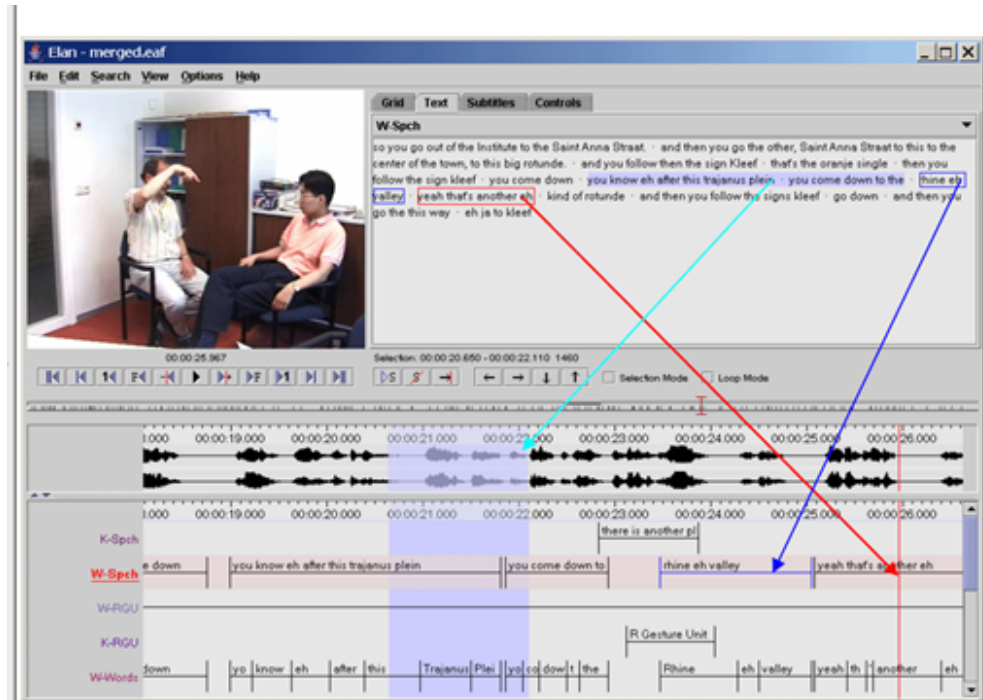 Elan - merged.eaf
File Edit Search View Options Help
Grid Text Subtitles Controls
W-Spch
so you go out of the Institute to the Saint Anna Straat. · and then you go the other, Saint Anna Straat to this to the
center of the town, to this big rotunde. · and you follow then the sign Kleef · that's the oranje single · then you
follow the sign kleef · you come down · you know eh after this trajanus plein · you come down to the · rhine eh
valley · yeah that's another eh · kind of rotunde · and then you follow the signs kleef · go down · and then you
go the this way · eh ja to kleef
00:00:25.967
Selection: 00:00:20.650 - 00:00:22.110 1460
Selection Mode Loop Mode
1.000 00:00:19.000 00:00:20.000 00:00:21.000 00:00:22.000 00:00:23.000 00:00:24.000 00:00:25.000 00:00:26.000
1.000 00:00:19.000 00:00:20.000 00:00:21.000 00:00:22.000 00:00:23.000 00:00:24.000 00:00:25.000 00:00:26.000
K-Spch there is another pl
W-Spch e down you know eh after this trajanus plein you come down to rhine eh valley yeah that's another eh
W-RGU
K-RGU R Gesture Unit
W-Words down yo know eh after this Trajanus Plei yo co dow t the Rhine eh valley yeah th another eh